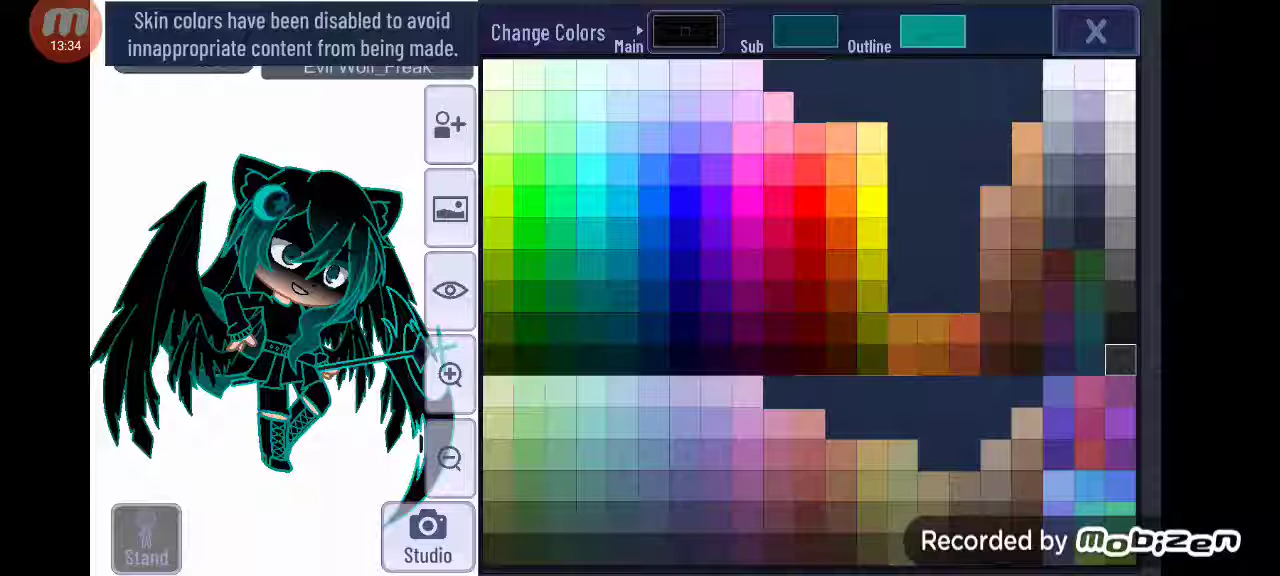 Skin colors have been disabled to avoid
innappropriate content from being made.
13:34
Evil Wolf_Freak
Change Colors
Main
Sub
Outline
X
Stand
Studio
Recorded by Mobizen